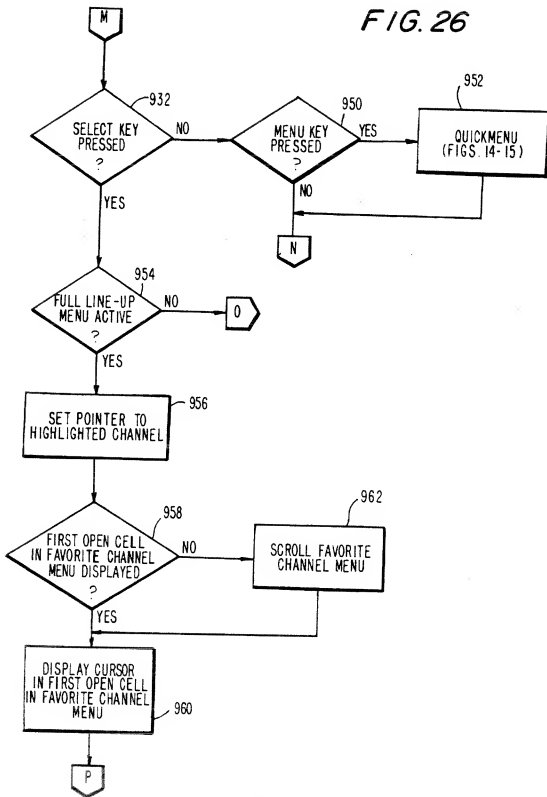 FIG. 26
M
932
SELECT KEY
PRESSED
?
NO
YES
950
MENU KEY
PRESSED
?
YES
NO
952
QUICKMENU
(FIGS. 14-15)
N
954
FULL LINE-UP
MENU ACTIVE
?
NO
O
YES
956
SET POINTER TO
HIGHLIGHTED CHANNEL
958
FIRST OPEN CELL
IN FAVORITE CHANNEL
MENU DISPLAYED
?
NO
YES
962
SCROLL FAVORITE
CHANNEL MENU
DISPLAY CURSOR
IN FIRST OPEN CELL
IN FAVORITE CHANNEL
MENU
960
P